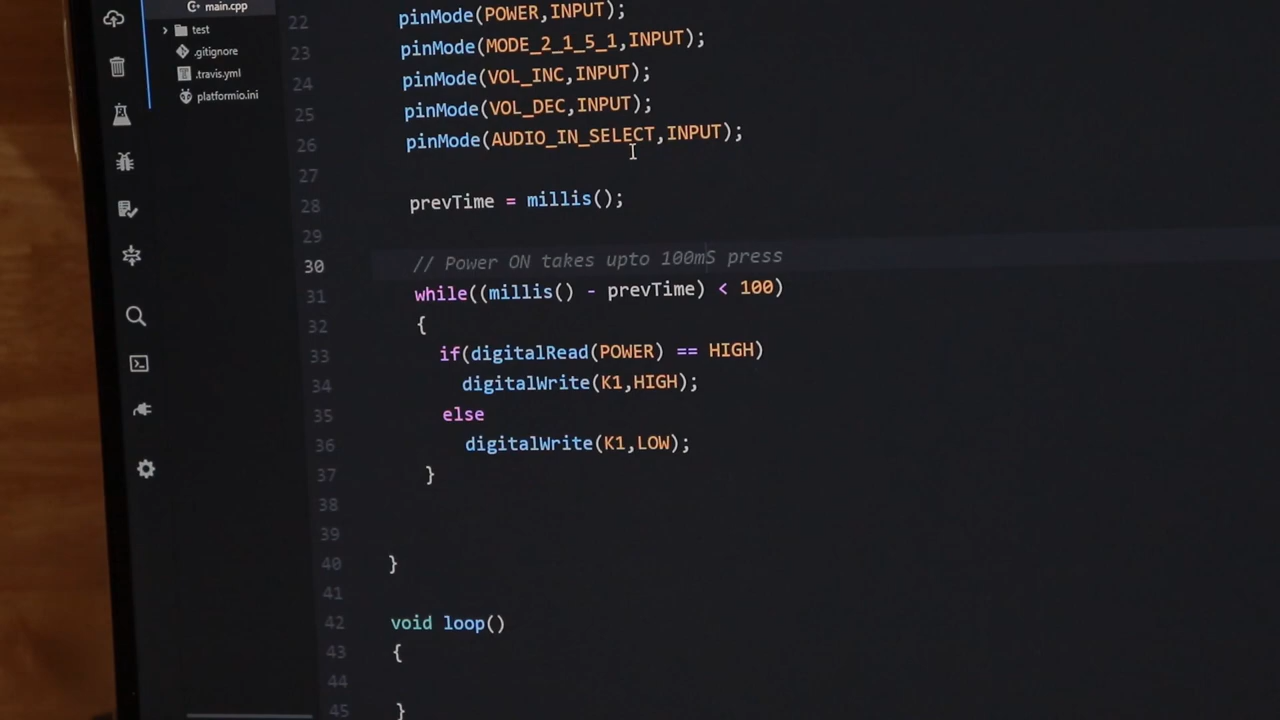 main.cpp
test
.gitignore
.travis.yml
platformio.ini
22 pinMode(POWER,INPUT);
23 pinMode(MODE_2_1_5_1,INPUT);
24 pinMode(VOL_INC,INPUT);
25 pinMode(VOL_DEC,INPUT);
26 pinMode(AUDIO_IN_SELECT,INPUT);
27
28 prevTime = millis();
29
30 // Power ON takes upto 100mS press
31 while((millis() - prevTime) < 100)
32 {
33 if(digitalRead(POWER) == HIGH)
34 digitalWrite(K1,HIGH);
35 else
36 digitalWrite(K1,LOW);
37 }
38
39
40 }
41
42 void loop()
43 {
44
45 }